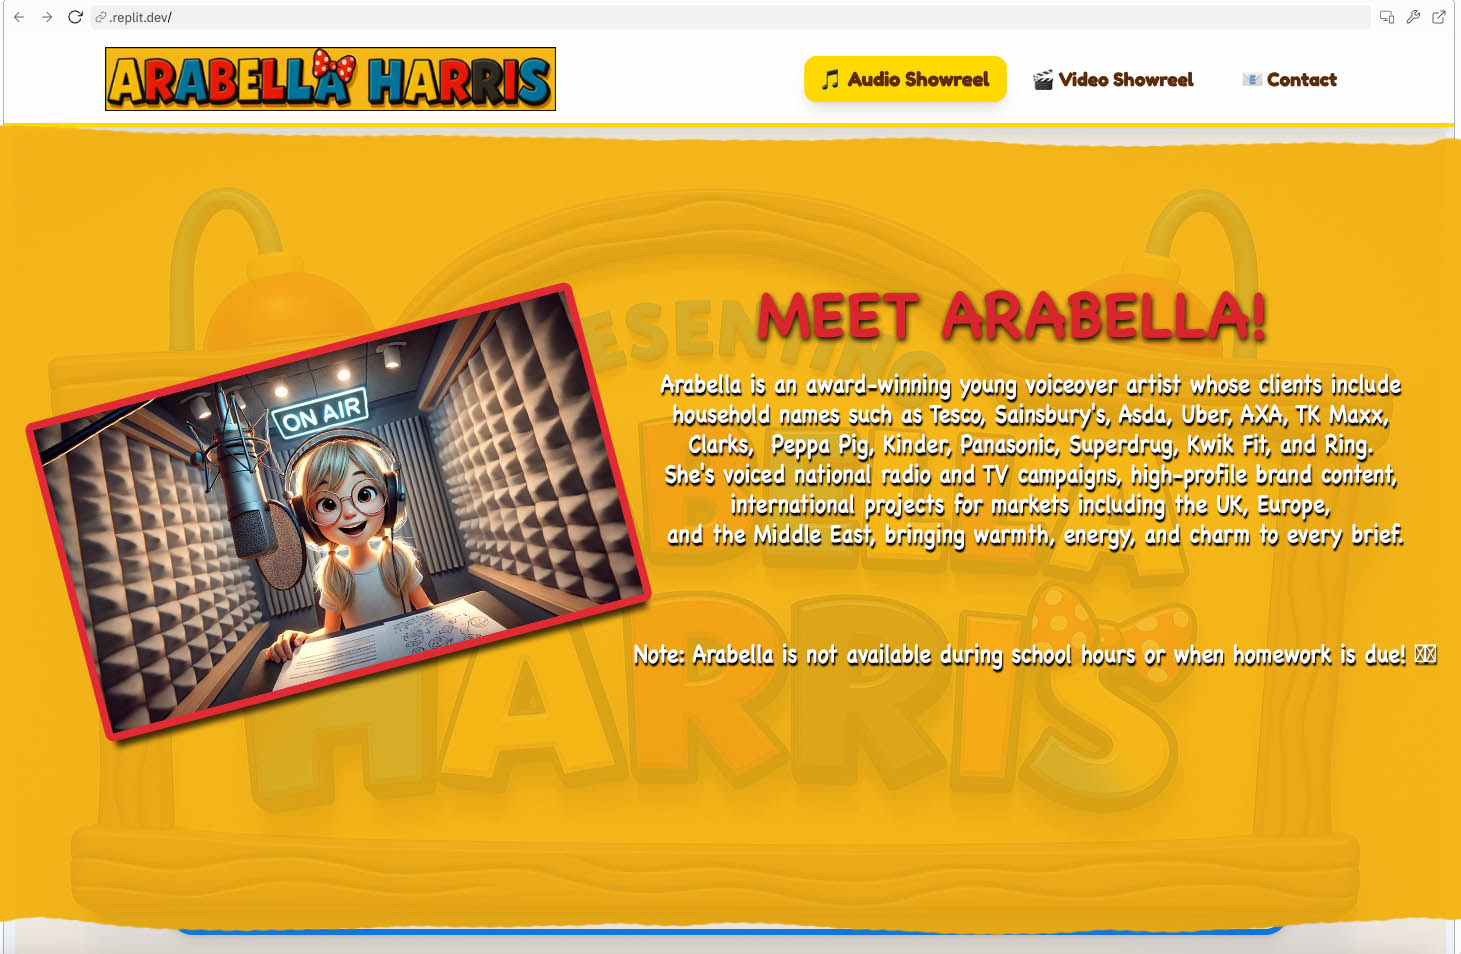 .replit.dev/
ARABELLA HARRIS
🎵 Audio Showreel
🎬 Video Showreel
📧 Contact
PRESENTING
ARABELLA
HARRIS
ON AIR
MEET ARABELLA!
Arabella is an award-winning young voiceover artist whose clients include
household names such as Tesco, Sainsbury's, Asda, Uber, AXA, TK Maxx,
Clarks,  Peppa Pig, Kinder, Panasonic, Superdrug, Kwik Fit, and Ring.
She's voiced national radio and TV campaigns, high-profile brand content,
international projects for markets including the UK, Europe,
and the Middle East, bringing warmth, energy, and charm to every brief.
Note: Arabella is not available during school hours or when homework is due!